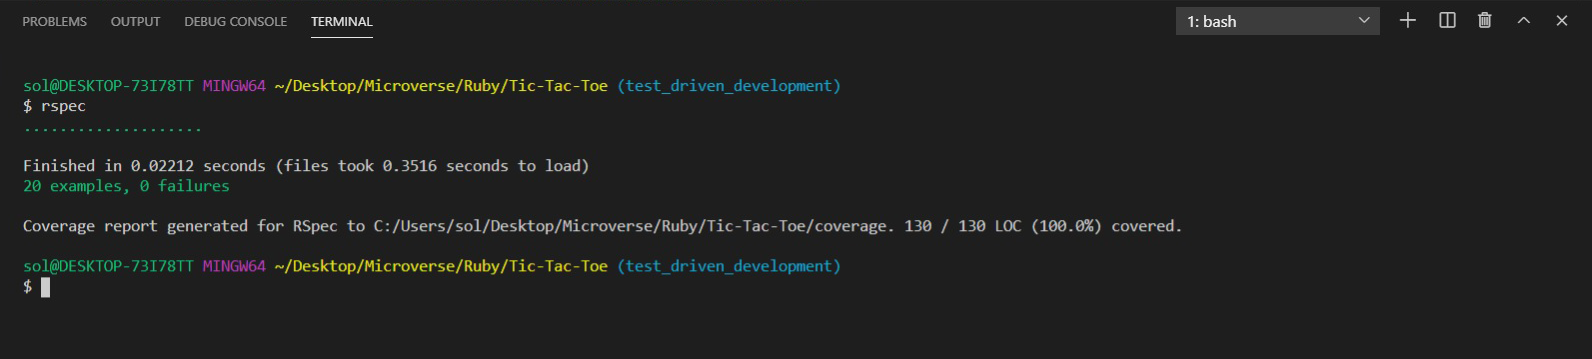 PROBLEMS OUTPUT DEBUG CONSOLE TERMINAL 1: bash
sol@DESKTOP-73I78TT MINGW64 ~/Desktop/Microverse/Ruby/Tic-Tac-Toe (test_driven_development)
$ rspec
....................
Finished in 0.02212 seconds (files took 0.3516 seconds to load)
20 examples, 0 failures
Coverage report generated for RSpec to C:/Users/sol/Desktop/Microverse/Ruby/Tic-Tac-Toe/coverage. 130 / 130 LOC (100.0%) covered.
sol@DESKTOP-73I78TT MINGW64 ~/Desktop/Microverse/Ruby/Tic-Tac-Toe (test_driven_development)
$